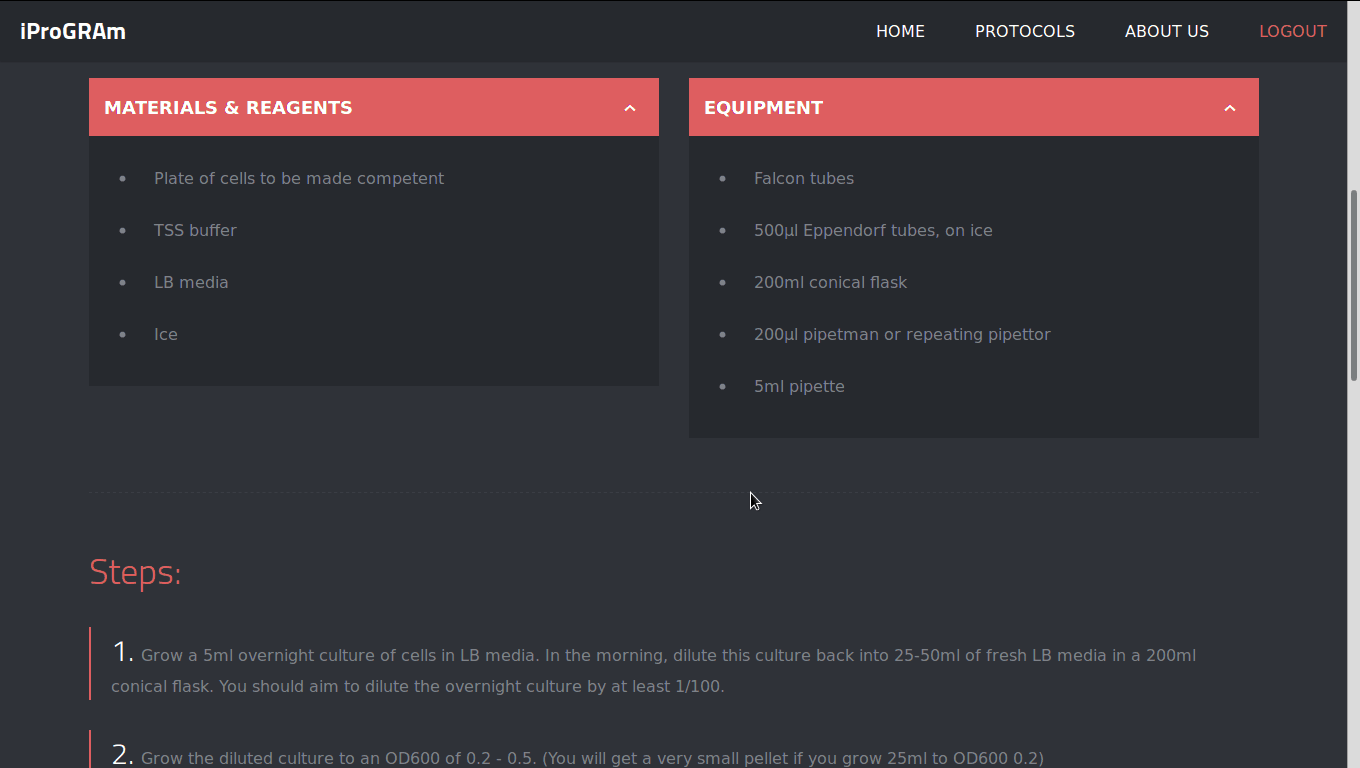 iProGRAm
HOME PROTOCOLS ABOUT US LOGOUT
MATERIALS & REAGENTS
• Plate of cells to be made competent
• TSS buffer
• LB media
• Ice
EQUIPMENT
• Falcon tubes
• 500µl Eppendorf tubes, on ice
• 200ml conical flask
• 200µl pipetman or repeating pipettor
• 5ml pipette
Steps:
1. Grow a 5ml overnight culture of cells in LB media. In the morning, dilute this culture back into 25-50ml of fresh LB media in a 200ml
conical flask. You should aim to dilute the overnight culture by at least 1/100.
2. Grow the diluted culture to an OD600 of 0.2 - 0.5. (You will get a very small pellet if you grow 25ml to OD600 0.2)